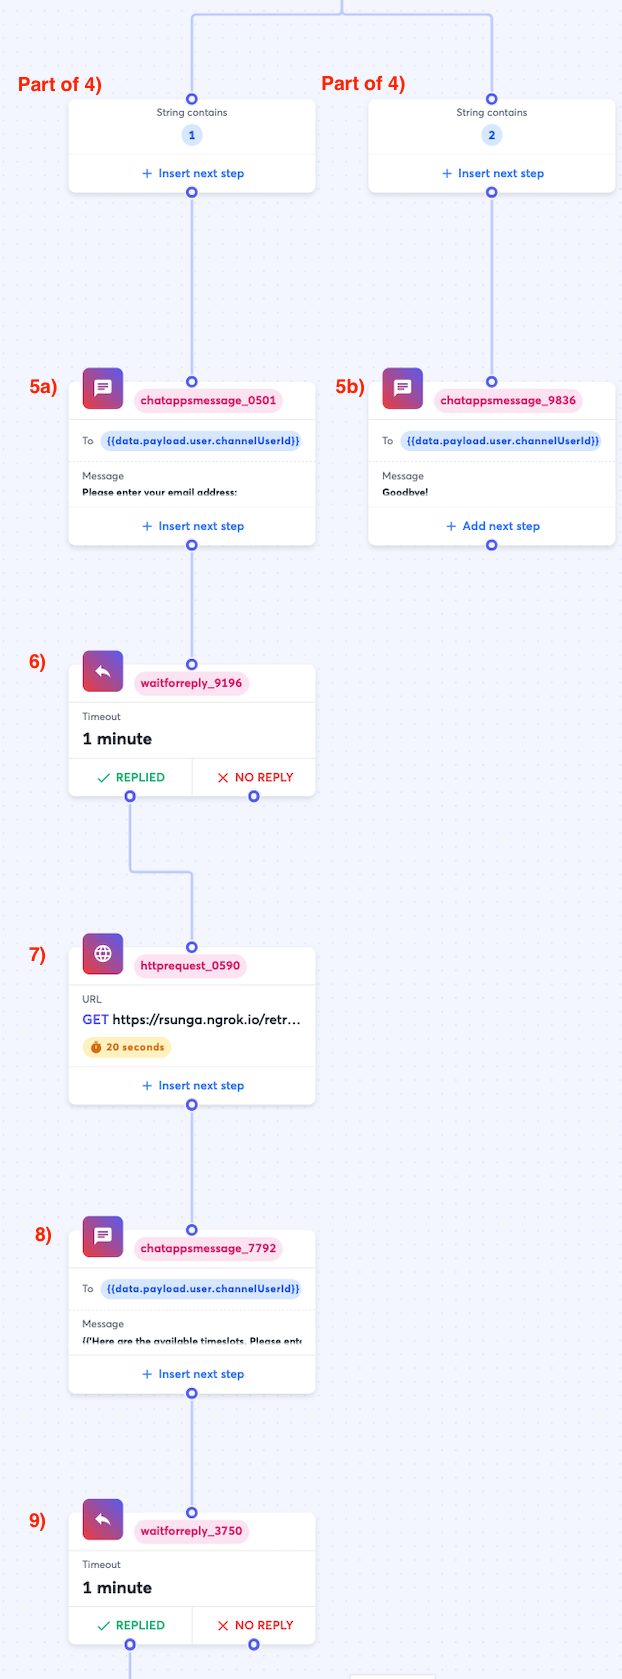 Part of 4)
Part of 4)
String contains
1
+ Insert next step
String contains
2
+ Insert next step
5a)
chatappsmessage_0501
To {{data.payload.user.channelUserId}}
Message
Please enter your email address:
+ Insert next step
5b)
chatappsmessage_9836
To {{data.payload.user.channelUserId}}
Message
Goodbye!
+ Add next step
6)
waitforreply_9196
Timeout
1 minute
REPLIED
NO REPLY
7)
httprequest_0590
URL
GET https://rsunga.ngrok.io/retr...
20 seconds
+ Insert next step
8)
chatappsmessage_7792
To {{data.payload.user.channelUserId}}
Message
{{'Here are the available timeslots. Please ente
+ Insert next step
9)
waitforreply_3750
Timeout
1 minute
REPLIED
NO REPLY